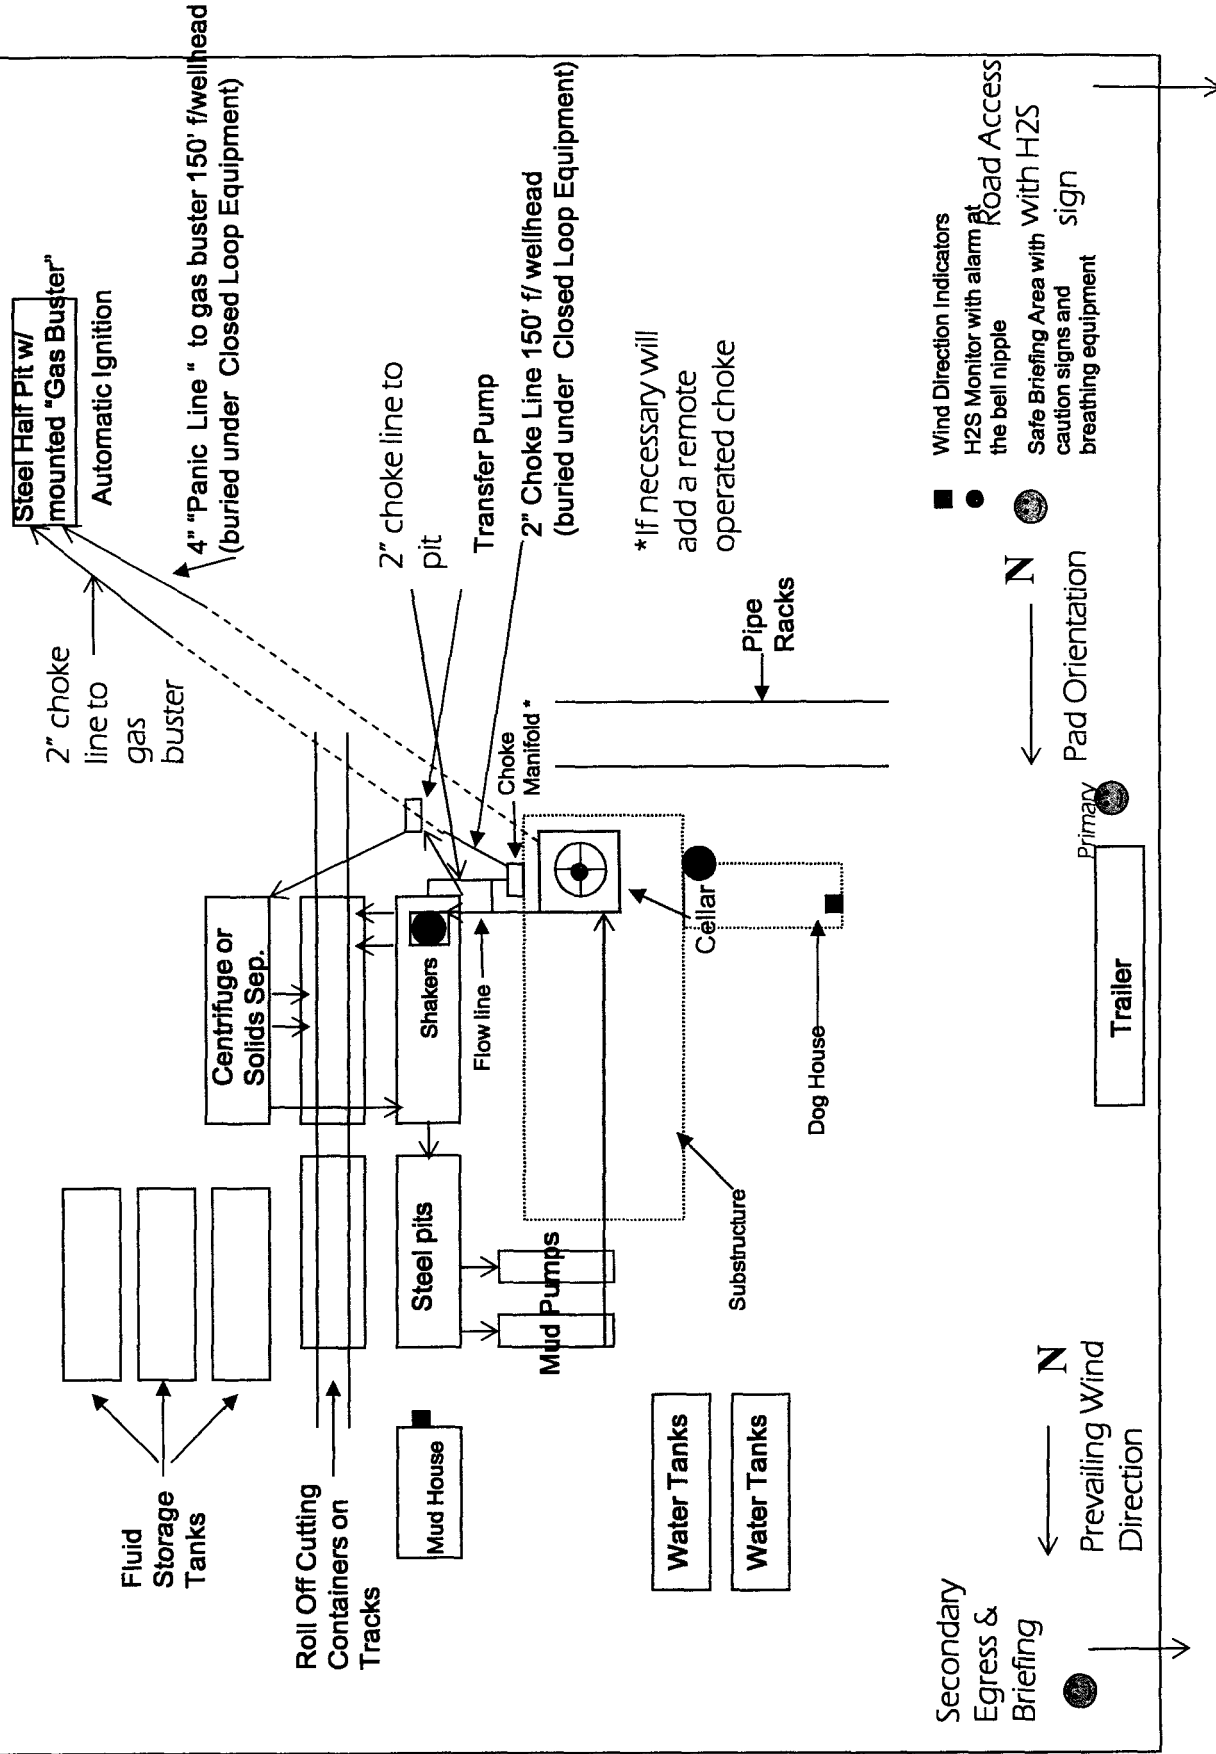 Steel Half Pit w/
mounted "Gas Buster"
Automatic Ignition
4" "Panic Line " to gas buster 150' f/wellhead
(buried under Closed Loop Equipment)
2" choke
line to
gas
buster
2" choke line to
pit
Transfer Pump
2" Choke Line 150' f/ wellhead
(buried under Closed Loop Equipment)
*If necessary will
add a remote
operated choke
Choke
Manifold *
Pipe
Racks
Fluid
Storage
Tanks
Centrifuge or
Solids Sep.
Roll Off Cutting
Containers on
Tracks
Shakers
Flow line
Steel pits
Mud House
Mud Pumps
Cellar
Substructure
Dog House
Water Tanks
Water Tanks
Wind Direction Indicators
H2S Monitor with alarm at
the bell nipple
Safe Briefing Area with
caution signs and
breathing equipment
Road Access
With H2S
sign
N
Pad Orientation
Primary
Trailer
N
Prevailing Wind
Direction
Secondary
Egress &
Briefing